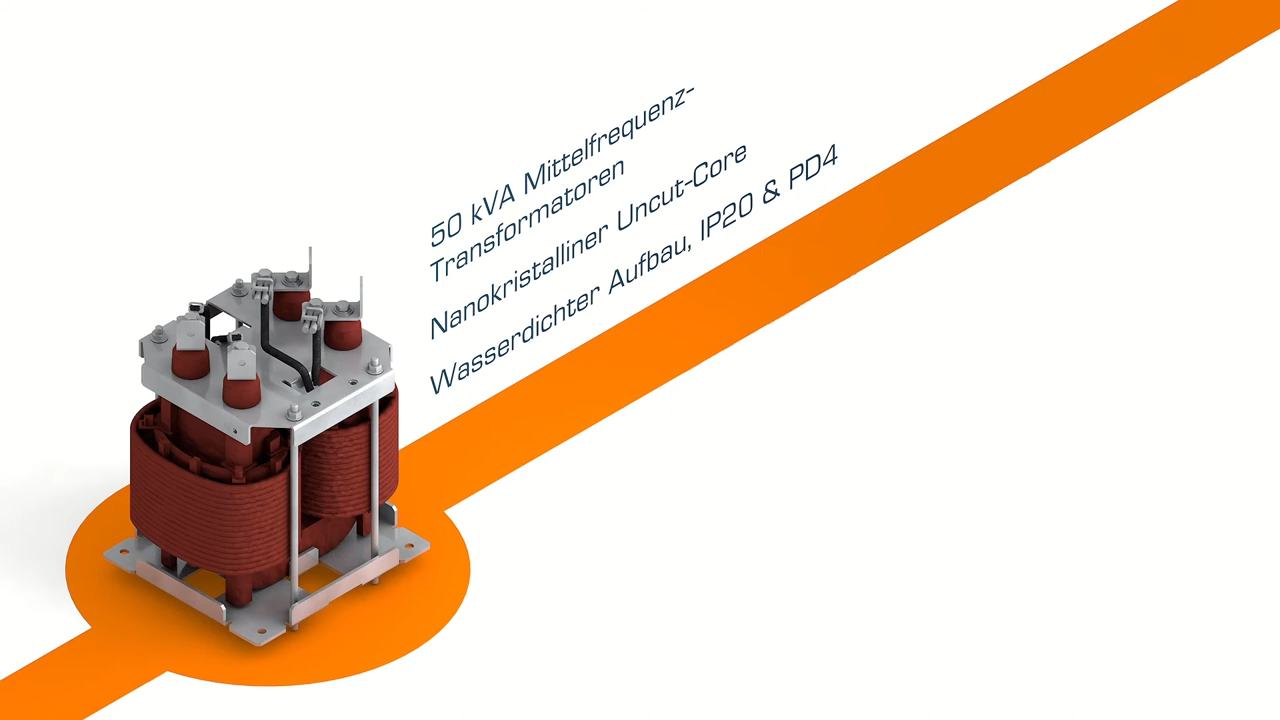 50 kVA Mittelfrequenz-
Transformatoren
Nanokristalliner Uncut-Core
Wasserdichter Aufbau, IP20 & PD4